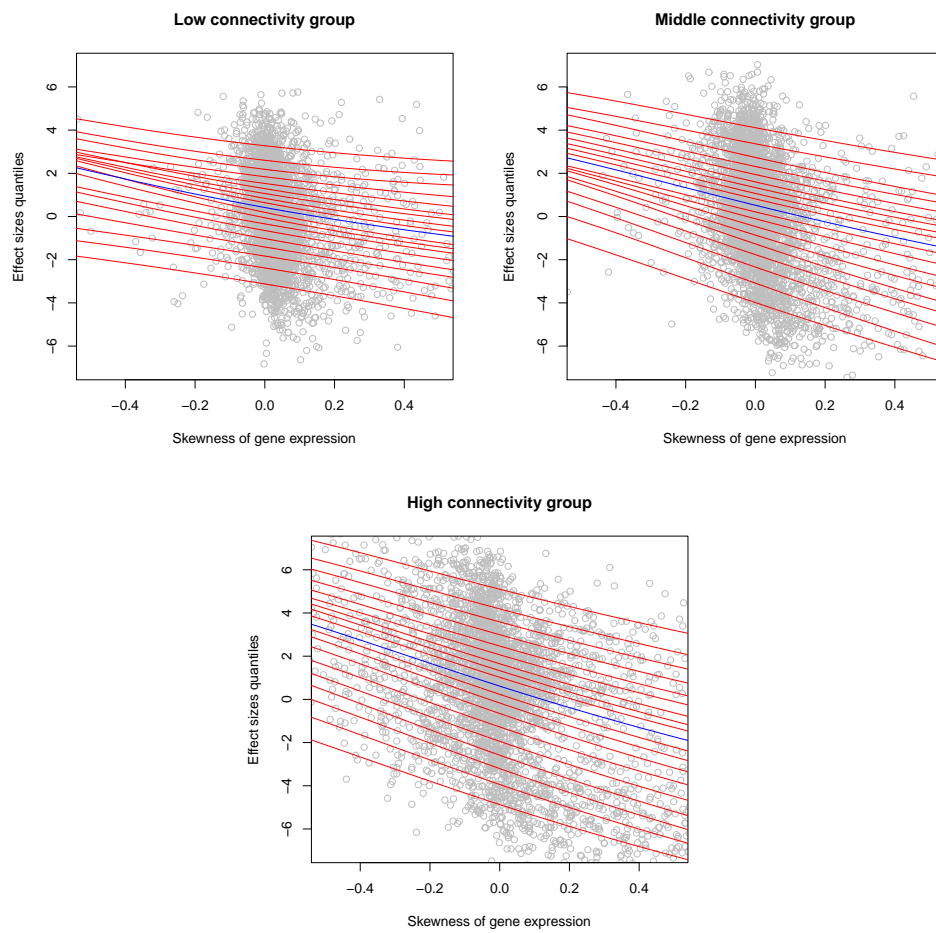 Low connectivity group
Effect sizes quantiles
6
4
2
0
−2
−4
−6
−0.4 −0.2 0.0 0.2 0.4
Skewness of gene expression
Middle connectivity group
Effect sizes quantiles
6
4
2
0
−2
−4
−6
−0.4 −0.2 0.0 0.2 0.4
Skewness of gene expression
High connectivity group
Effect sizes quantiles
6
4
2
0
−2
−4
−6
−0.4 −0.2 0.0 0.2 0.4
Skewness of gene expression